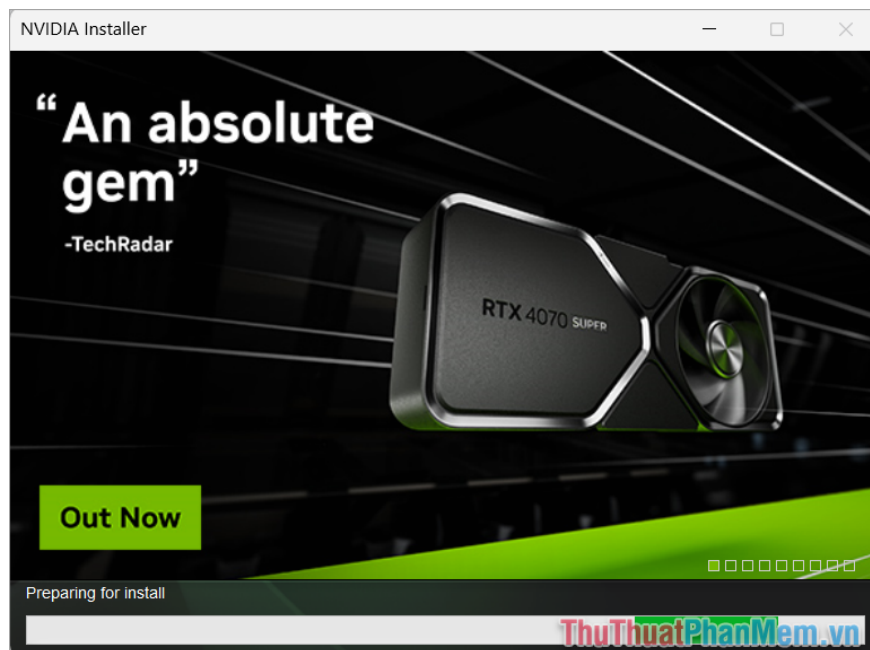 NVIDIA Installer
“An absolute
gem”
-TechRadar
RTX 4070 SUPER
Out Now
Preparing for install
ThuThuatPhanMem.vn